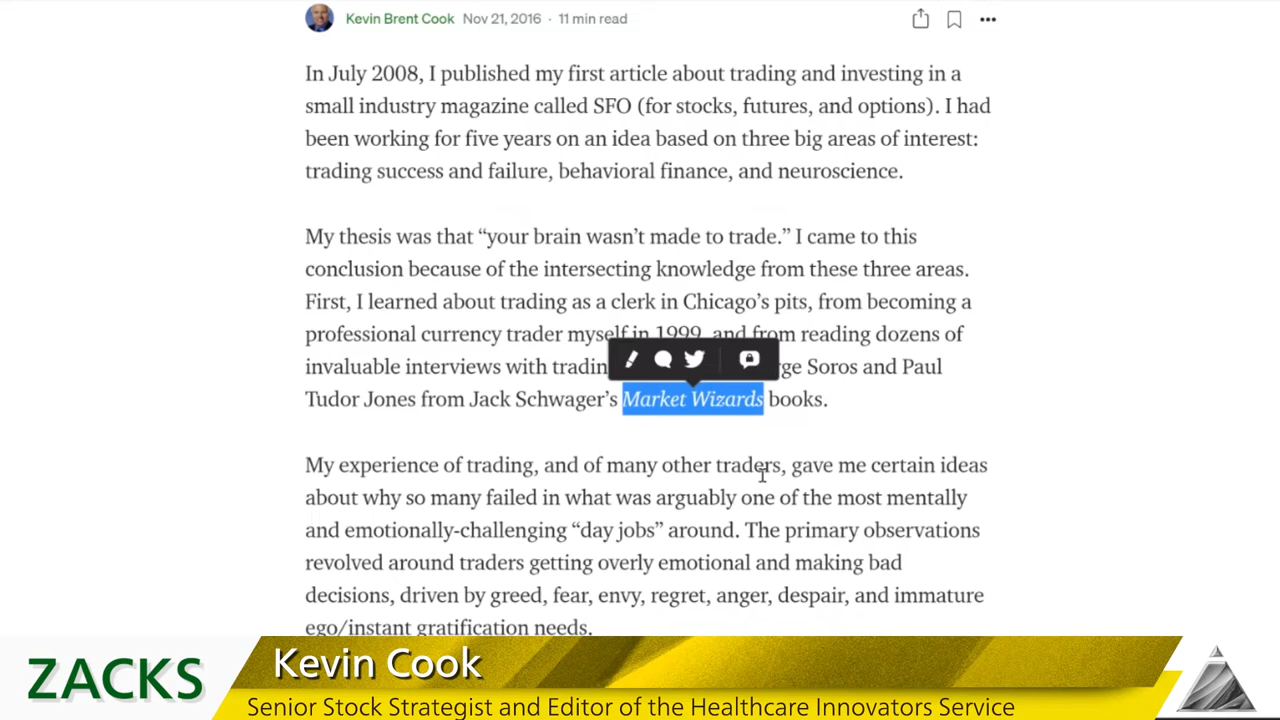 Kevin Brent Cook Nov 21, 2016 · 11 min read
In July 2008, I published my first article about trading and investing in a
small industry magazine called SFO (for stocks, futures, and options). I had
been working for five years on an idea based on three big areas of interest:
trading success and failure, behavioral finance, and neuroscience.
My thesis was that “your brain wasn’t made to trade.” I came to this
conclusion because of the intersecting knowledge from these three areas.
First, I learned about trading as a clerk in Chicago’s pits, from becoming a
professional currency trader myself in 1999, and from reading dozens of
invaluable interviews with Soros and Paul
Tudor Jones from Jack Schwager’s Market Wizards books.
My experience of trading, and of many other traders, gave me certain ideas
about why so many failed in what was arguably one of the most mentally
and emotionally-challenging “day jobs” around. The primary observations
revolved around traders getting overly emotional and making bad
decisions, driven by greed, fear, envy, regret, anger, despair, and immature
ego/instant gratification needs.
ZACKS
Kevin Cook
Senior Stock Strategist and Editor of the Healthcare Innovators Service